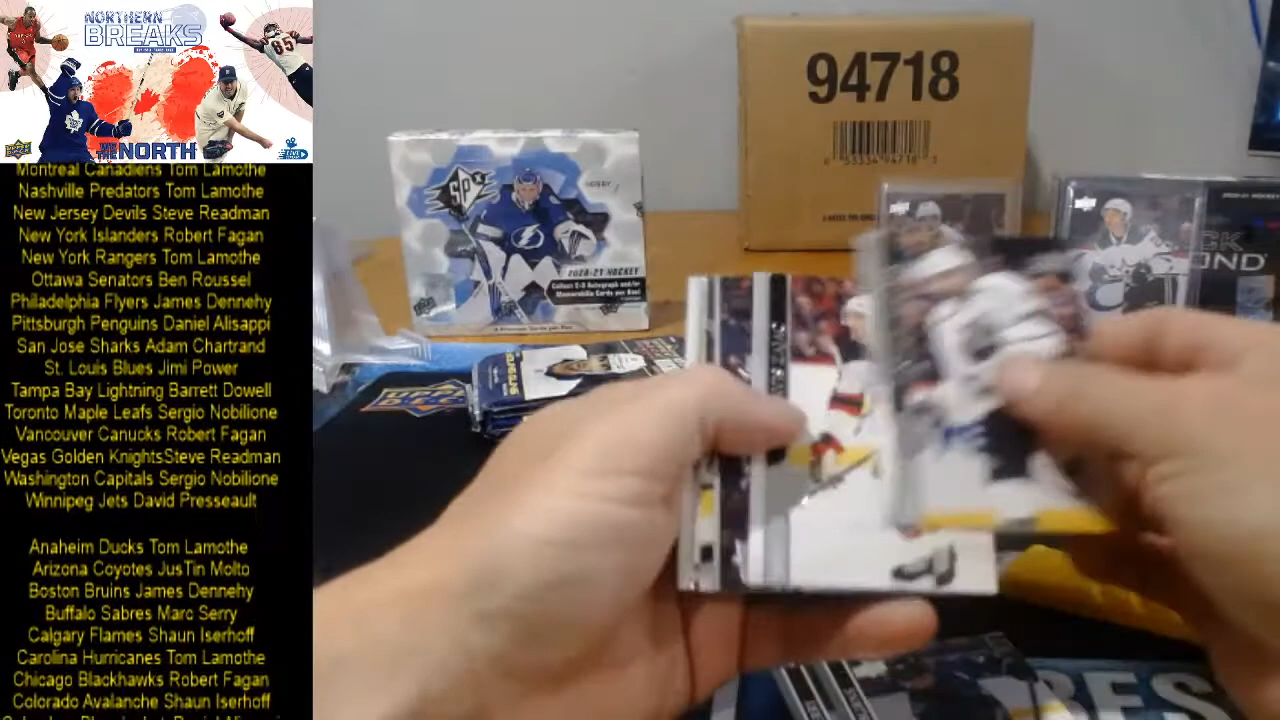 NORTHERN
BREAKS
THE NORTH
LIVE
Montreal Canadiens Tom Lamothe
Nashville Predators Tom Lamothe
New Jersey Devils Steve Readman
New York Islanders Robert Fagan
New York Rangers Tom Lamothe
Ottawa Senators Ben Roussel
Philadelphia Flyers James Dennehy
Pittsburgh Penguins Daniel Alisappi
San Jose Sharks Adam Chartrand
St. Louis Blues Jimi Power
Tampa Bay Lightning Barrett Dowell
Toronto Maple Leafs Sergio Nobilione
Vancouver Canucks Robert Fagan
Vegas Golden KnightsSteve Readman
Washington Capitals Sergio Nobilione
Winnipeg Jets David Presseault
Anaheim Ducks Tom Lamothe
Arizona Coyotes JusTin Molto
Boston Bruins James Dennehy
Buffalo Sabres Marc Serry
Calgary Flames Shaun Iserhoff
Carolina Hurricanes Tom Lamothe
Chicago Blackhawks Robert Fagan
Colorado Avalanche Shaun Iserhoff
94718
SPX
HOBBY
2020-21 HOCKEY
UPPER